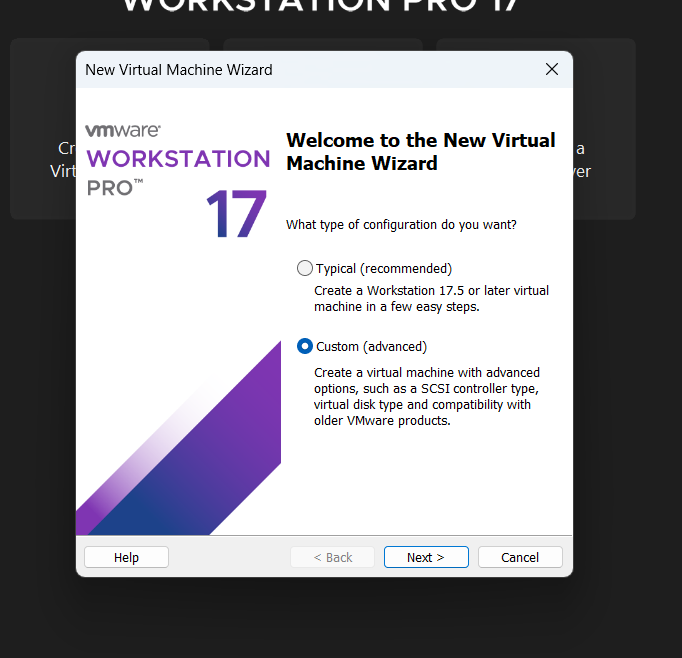 WORKSTATION PRO 17
New Virtual Machine Wizard
vmware®
WORKSTATION
PRO™
17
Welcome to the New Virtual
Machine Wizard
What type of configuration do you want?
Typical (recommended)
Create a Workstation 17.5 or later virtual
machine in a few easy steps.
Custom (advanced)
Create a virtual machine with advanced
options, such as a SCSI controller type,
virtual disk type and compatibility with
older VMware products.
Help
< Back
Next >
Cancel
a